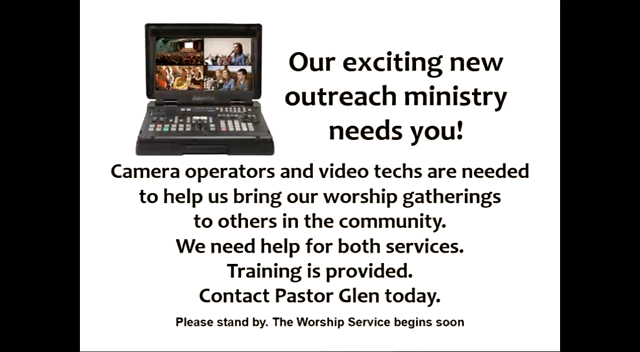 Our exciting new
outreach ministry
needs you!
Camera operators and video techs are needed
to help us bring our worship gatherings
to others in the community.
We need help for both services.
Training is provided.
Contact Pastor Glen today.
Please stand by. The Worship Service begins soon